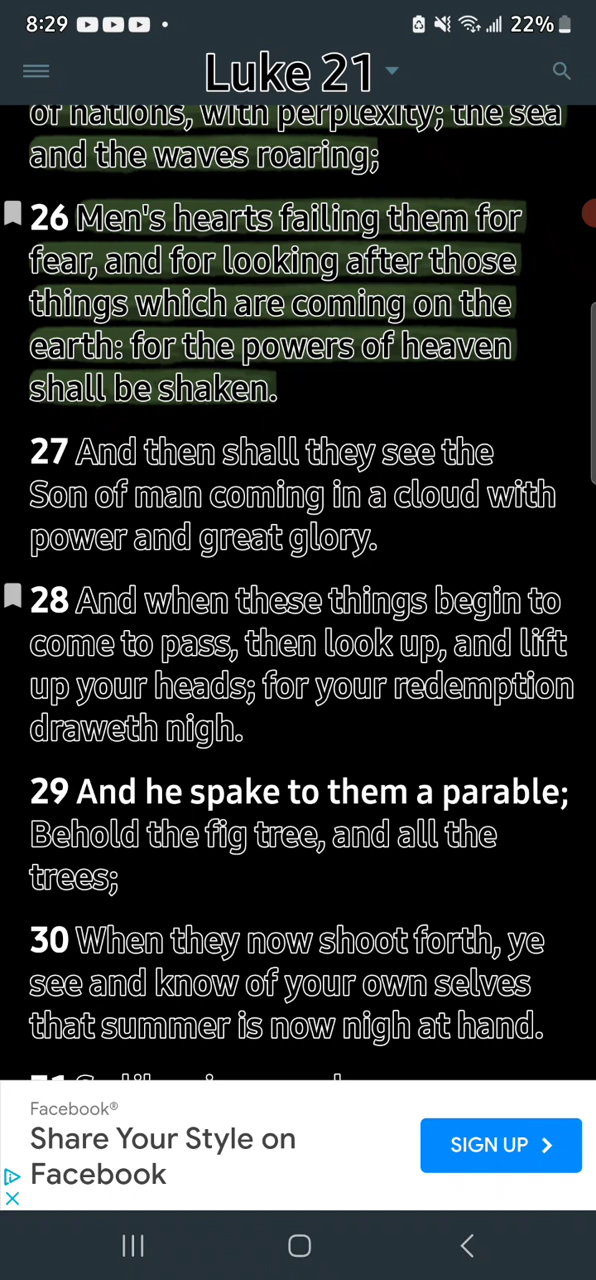 8:29
22%
Luke 21
of nations, with perplexity; the sea
and the waves roaring;
26 Men's hearts failing them for
fear, and for looking after those
things which are coming on the
earth: for the powers of heaven
shall be shaken.
27 And then shall they see the
Son of man coming in a cloud with
power and great glory.
28 And when these things begin to
come to pass, then look up, and lift
up your heads; for your redemption
draweth nigh.
29 And he spake to them a parable;
Behold the fig tree, and all the
trees;
30 When they now shoot forth, ye
see and know of your own selves
that summer is now nigh at hand.
Facebook®
Share Your Style on
Facebook
SIGN UP